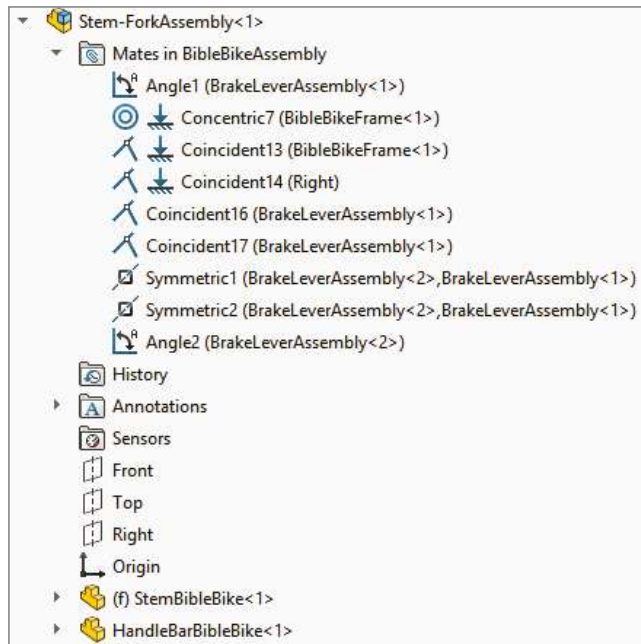 Stem-ForkAssembly<1>
Mates in BibleBikeAssembly
Angle1 (BrakeLeverAssembly<1>)
Concentric7 (BibleBikeFrame<1>)
Coincident13 (BibleBikeFrame<1>)
Coincident14 (Right)
Coincident16 (BrakeLeverAssembly<1>)
Coincident17 (BrakeLeverAssembly<1>)
Symmetric1 (BrakeLeverAssembly<2>,BrakeLeverAssembly<1>)
Symmetric2 (BrakeLeverAssembly<2>,BrakeLeverAssembly<1>)
Angle2 (BrakeLeverAssembly<2>)
History
Annotations
Sensors
Front
Top
Right
Origin
(f) StemBibleBike<1>
HandleBarBibleBike<1>